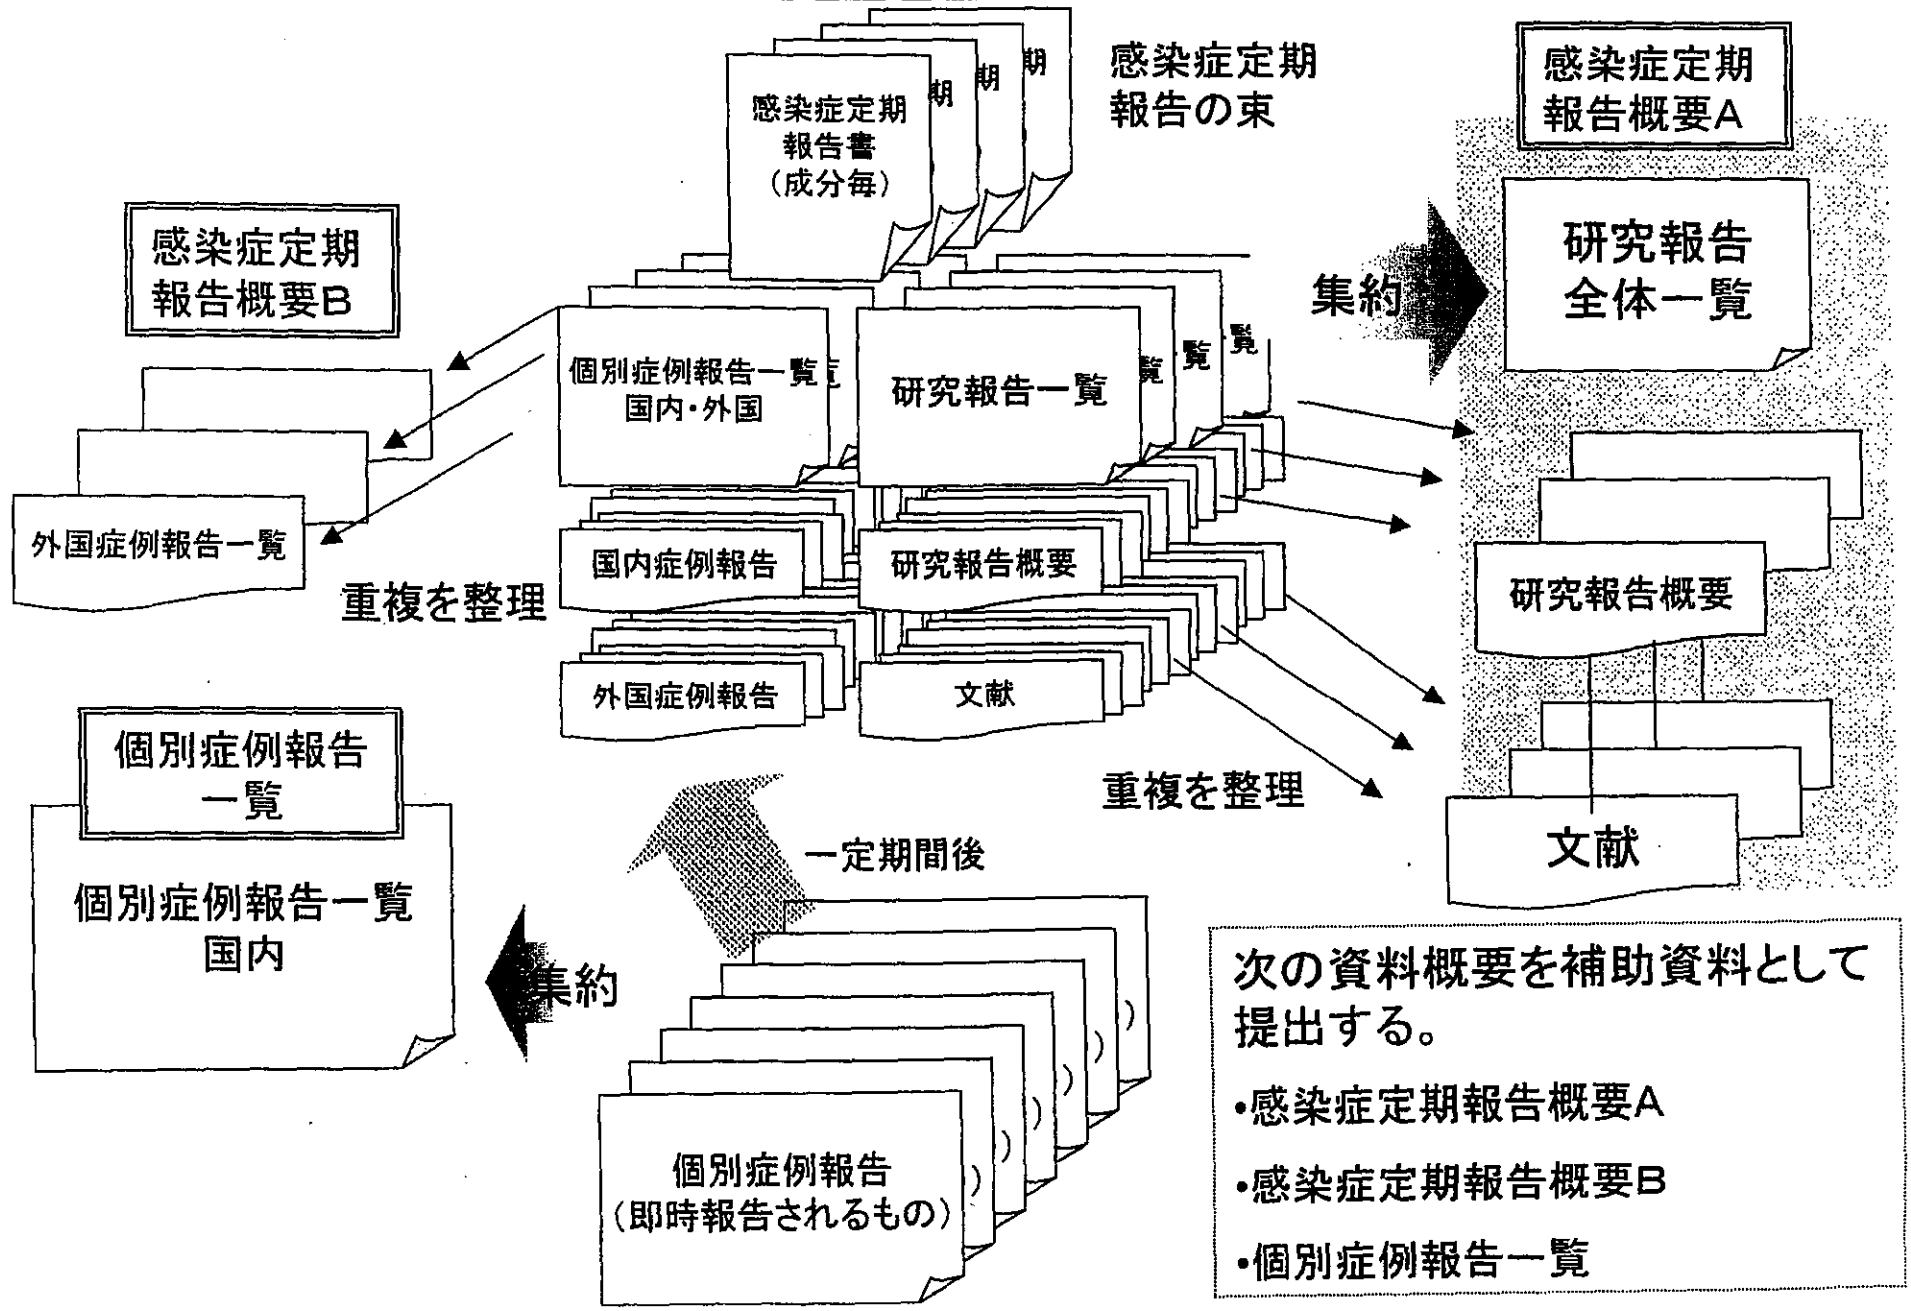 感染症定期
報告の束
感染症定期
報告書
(成分毎)
期
期
期
感染症定期
報告概要A
研究報告
全体一覧
集約
感染症定期
報告概要B
個別症例報告一覧
国内・外国
覧
研究報告一覧
覧
覧
覧
外国症例報告一覧
重複を整理
国内症例報告
研究報告概要
外国症例報告
文献
研究報告概要
重複を整理
文献
個別症例報告
一覧
個別症例報告一覧
国内
一定期間後
集約
個別症例報告
(即時報告されるもの)
)
)
)
)
)
)
次の資料概要を補助資料として
提出する。
・感染症定期報告概要A
・感染症定期報告概要B
・個別症例報告一覧